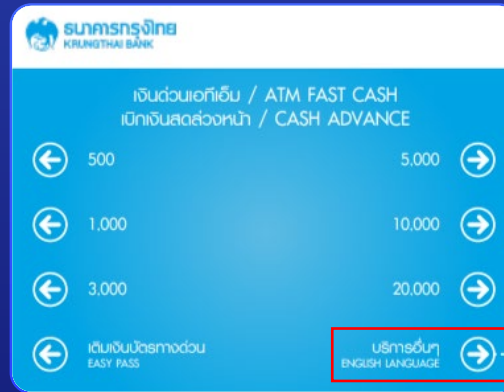 ธนาคารกรุงไทย
KRUNGTHAI BANK
เงินด่วนเอทีเอ็ม / ATM FAST CASH
เบิกเงินสดล่วงหน้า / CASH ADVANCE
500
5,000
1,000
10,000
3,000
20,000
เติมเงินบัตรทางด่วน
EASY PASS
บริการอื่นๆ
ENGLISH LANGUAGE